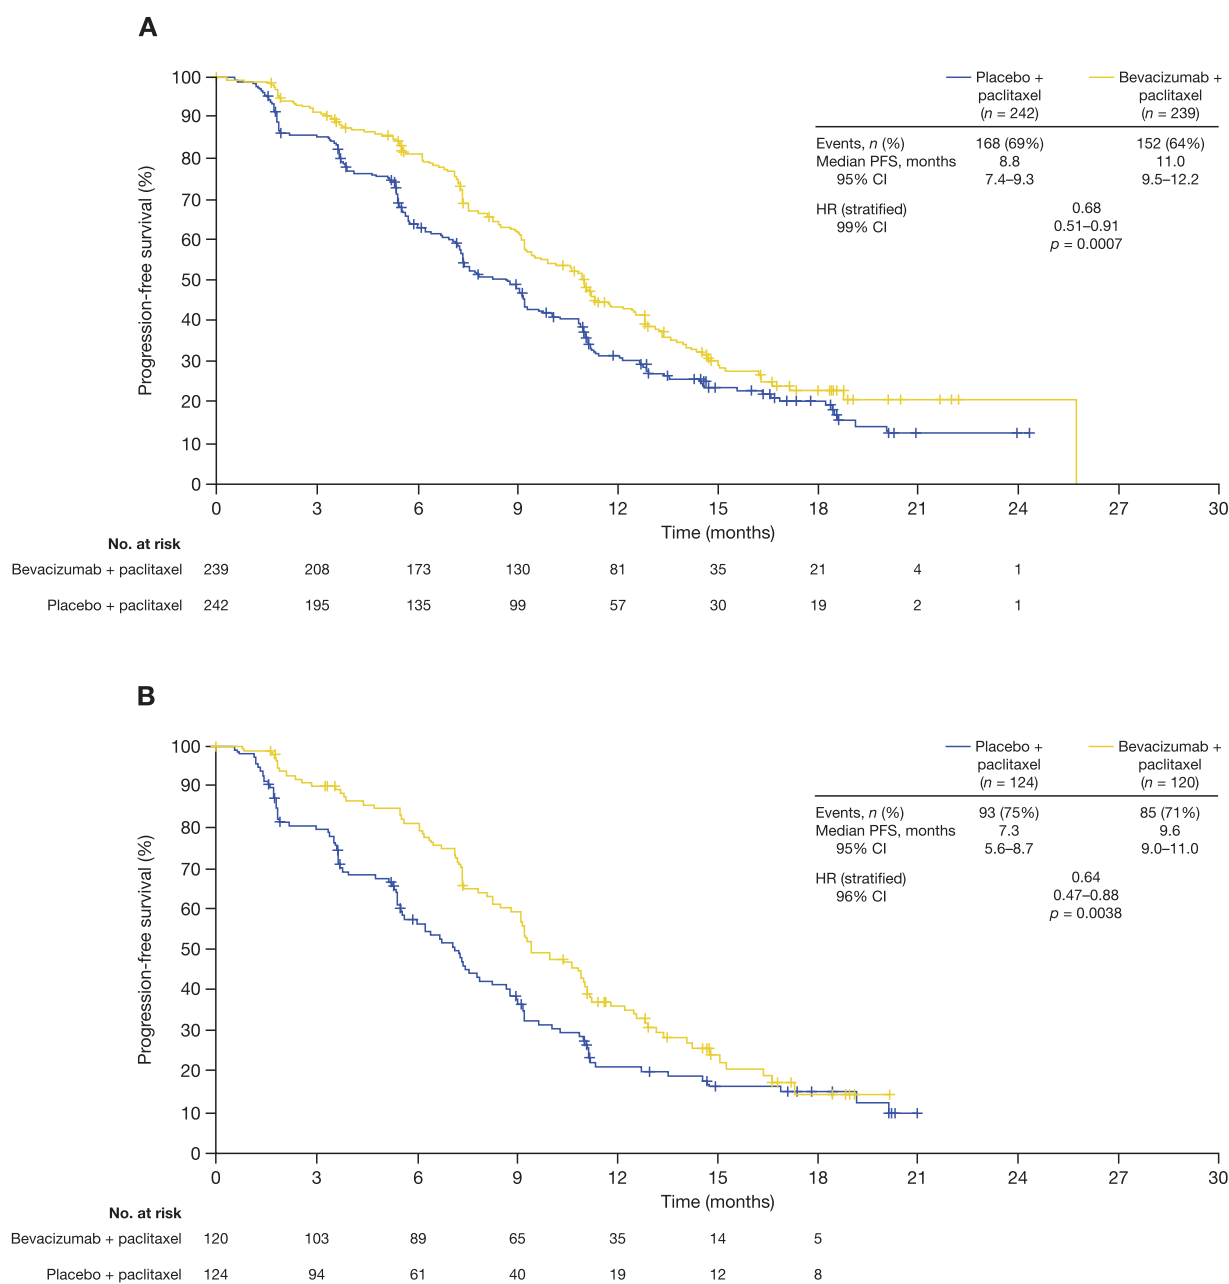 A
Placebo + paclitaxel (n = 242)
Bevacizumab + paclitaxel (n = 239)
Events, n (%) 168 (69%) 152 (64%)
Median PFS, months 8.8 11.0
95% CI 7.4–9.3 9.5–12.2
HR (stratified) 0.68
99% CI 0.51–0.91
p = 0.0007
Progression-free survival (%)
100
90
80
70
60
50
40
30
20
10
0
0 3 6 9 12 15 18 21 24 27 30
Time (months)
No. at risk
Bevacizumab + paclitaxel 239 208 173 130 81 35 21 4 1
Placebo + paclitaxel 242 195 135 99 57 30 19 2 1
B
Placebo + paclitaxel (n = 124)
Bevacizumab + paclitaxel (n = 120)
Events, n (%) 93 (75%) 85 (71%)
Median PFS, months 7.3 9.6
95% CI 5.6–8.7 9.0–11.0
HR (stratified) 0.64
96% CI 0.47–0.88
p = 0.0038
Progression-free survival (%)
100
90
80
70
60
50
40
30
20
10
0
0 3 6 9 12 15 18 21 24 27 30
Time (months)
No. at risk
Bevacizumab + paclitaxel 120 103 89 65 35 14 5
Placebo + paclitaxel 124 94 61 40 19 12 8